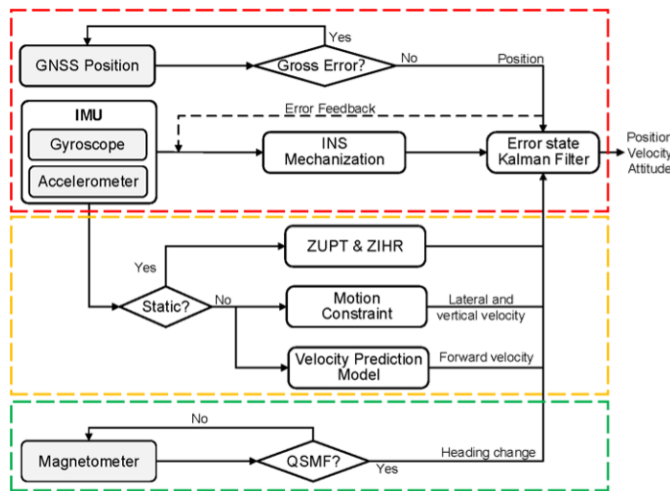 Yes
GNSS Position
Gross Error?
No
Position
IMU
Gyroscope
Accelerometer
Error Feedback
INS
Mechanization
Error state
Kalman Filter
Position
Velocity
Attitude
ZUPT & ZIHR
Yes
Static?
No
Motion
Constraint
Lateral and
vertical velocity
Velocity Prediction
Model
Forward velocity
No
Magnetometer
QSMF?
Yes
Heading change